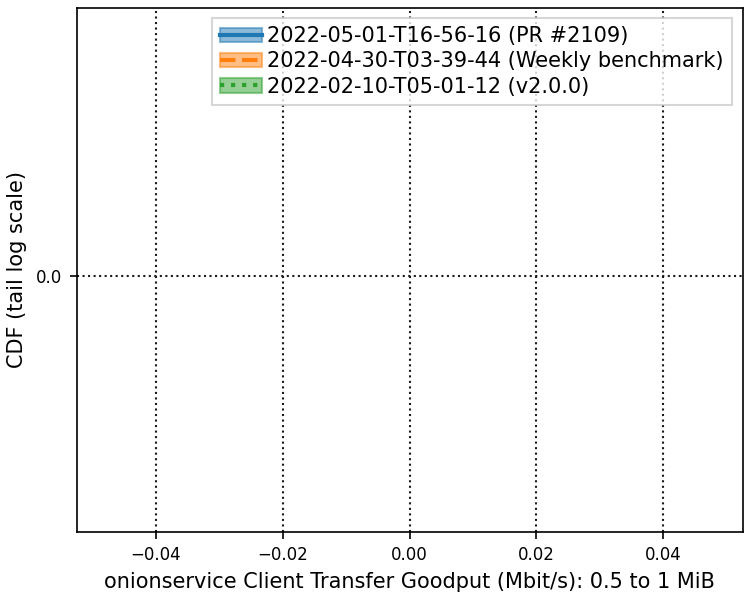 2022-05-01-T16-56-16 (PR #2109)
2022-04-30-T03-39-44 (Weekly benchmark)
2022-02-10-T05-01-12 (v2.0.0)
CDF (tail log scale)
0.0
−0.04
−0.02
0.00
0.02
0.04
onionservice Client Transfer Goodput (Mbit/s): 0.5 to 1 MiB